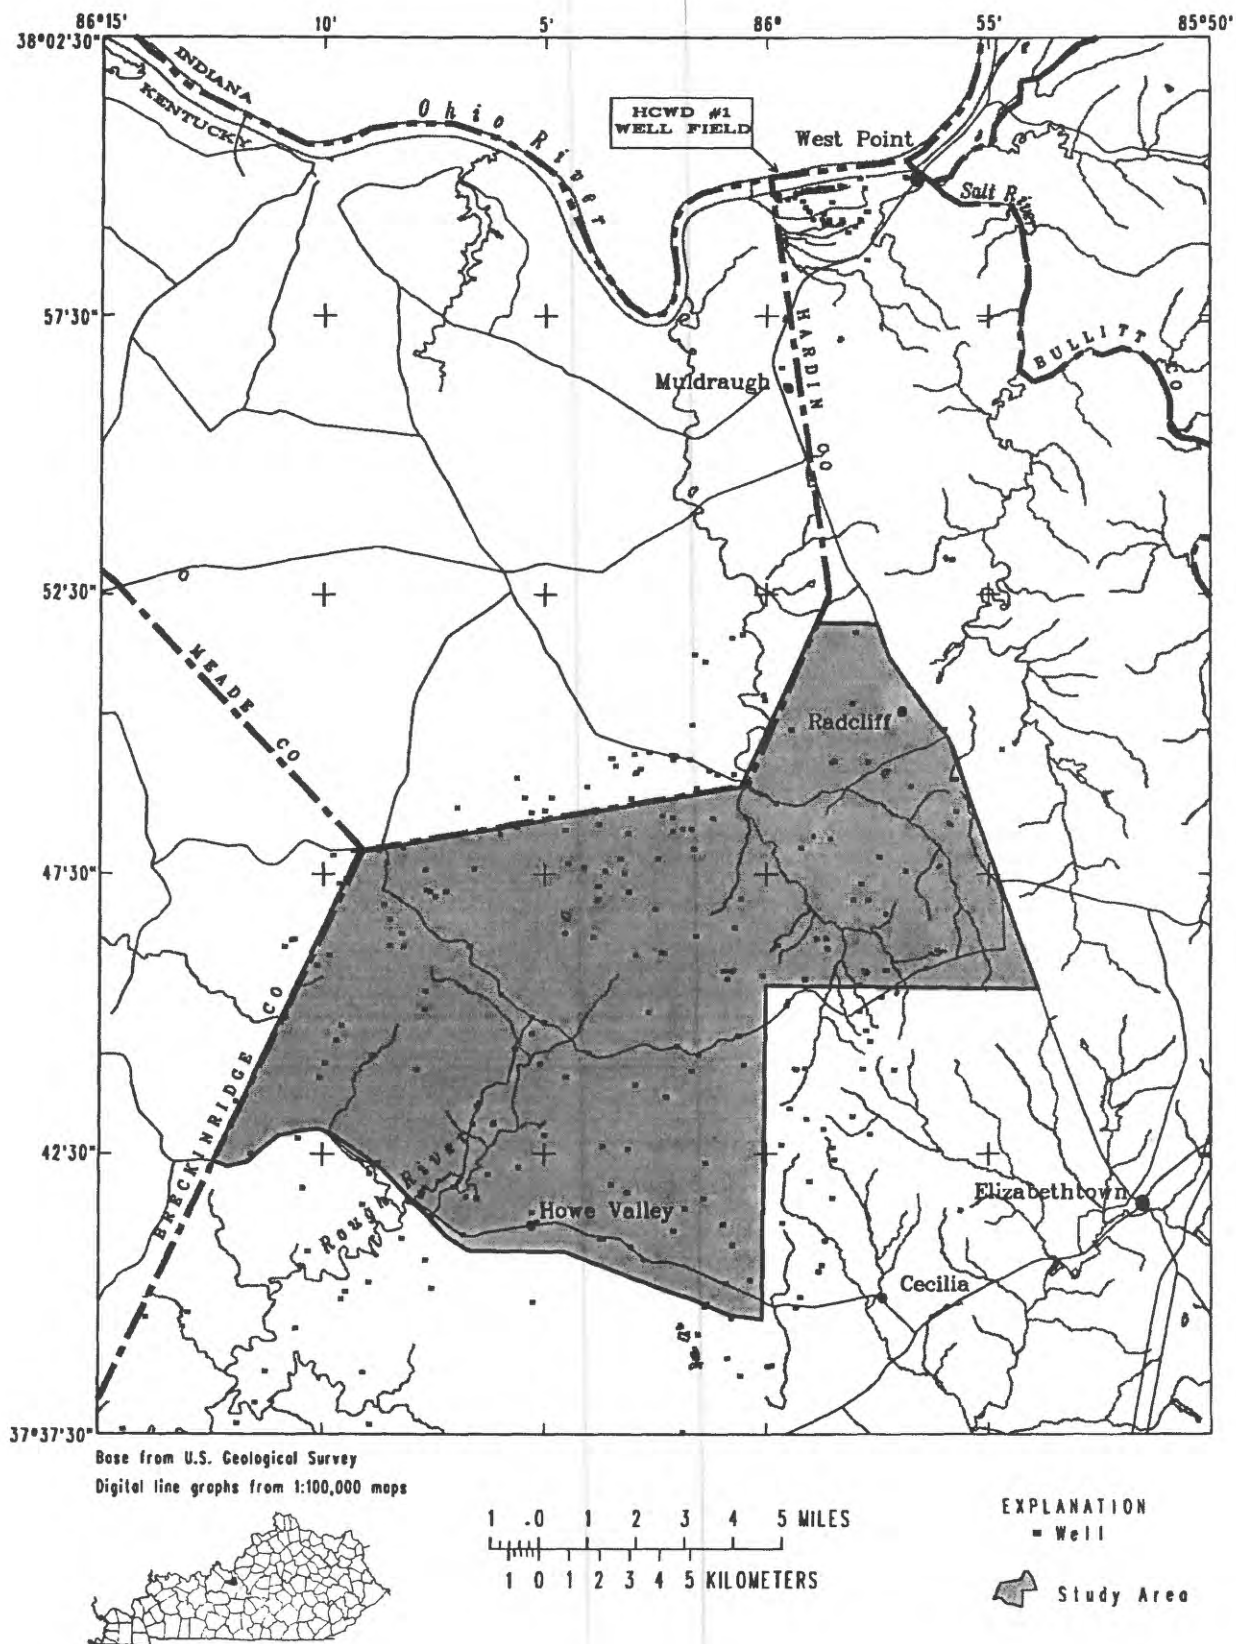 86°15' 10' 5' 86° 55' 85°50'
38°02'30"
INDIANA
KENTUCKY
Ohio River
HCWD #1
WELL FIELD
West Point
Salt River
57'30"
HARDIN CO
BULLITT CO
Muldraugh
52'30"
MEADE CO
Radcliff
47'30"
BRECKINRIDGE CO
42'30"
Rough River
Elizabethtown
Howe Valley
Cecilia
37°37'30"
Base from U.S. Geological Survey
Digital line graphs from 1:100,000 maps
1 .0 1 2 3 4 5 MILES
1 0 1 2 3 4 5 KILOMETERS
EXPLANATION
Well
Study Area